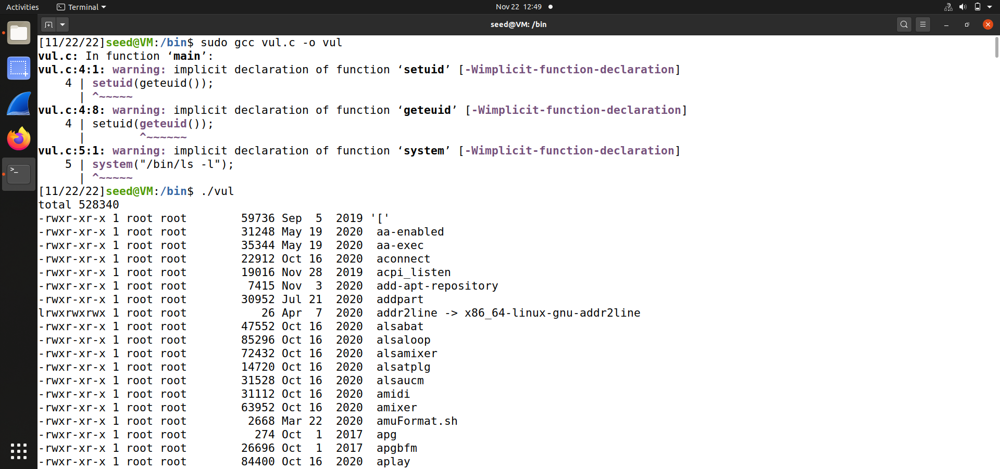 Activities Terminal Nov 22 12:49
seed@VM: /bin
[11/22/22]seed@VM:/bin$ sudo gcc vul.c -o vul
vul.c: In function ‘main’:
vul.c:4:1: warning: implicit declaration of function ‘setuid’ [-Wimplicit-function-declaration]
    4 | setuid(geteuid());
      | ^~~~~~
vul.c:4:8: warning: implicit declaration of function ‘geteuid’ [-Wimplicit-function-declaration]
    4 | setuid(geteuid());
      |        ^~~~~~~
vul.c:5:1: warning: implicit declaration of function ‘system’ [-Wimplicit-function-declaration]
    5 | system("/bin/ls -l");
      | ^~~~~~
[11/22/22]seed@VM:/bin$ ./vul
total 528340
-rwxr-xr-x 1 root root        59736 Sep  5  2019 '['
-rwxr-xr-x 1 root root        31248 May 19  2020  aa-enabled
-rwxr-xr-x 1 root root        35344 May 19  2020  aa-exec
-rwxr-xr-x 1 root root        22912 Oct 16  2020  aconnect
-rwxr-xr-x 1 root root        19016 Nov 28  2019  acpi_listen
-rwxr-xr-x 1 root root         7415 Nov  3  2020  add-apt-repository
-rwxr-xr-x 1 root root        30952 Jul 21  2020  addpart
lrwxrwxrwx 1 root root           26 Apr  7  2020  addr2line -> x86_64-linux-gnu-addr2line
-rwxr-xr-x 1 root root        47552 Oct 16  2020  alsabat
-rwxr-xr-x 1 root root        85296 Oct 16  2020  alsaloop
-rwxr-xr-x 1 root root        72432 Oct 16  2020  alsamixer
-rwxr-xr-x 1 root root        14720 Oct 16  2020  alsatplg
-rwxr-xr-x 1 root root        31528 Oct 16  2020  alsaucm
-rwxr-xr-x 1 root root        31112 Oct 16  2020  amidi
-rwxr-xr-x 1 root root        63952 Oct 16  2020  amixer
-rwxr-xr-x 1 root root         2668 Mar 22  2020  amuFormat.sh
-rwxr-xr-x 1 root root          274 Oct  1  2017  apg
-rwxr-xr-x 1 root root        26696 Oct  1  2017  apgbfm
-rwxr-xr-x 1 root root        84400 Oct 16  2020  aplay